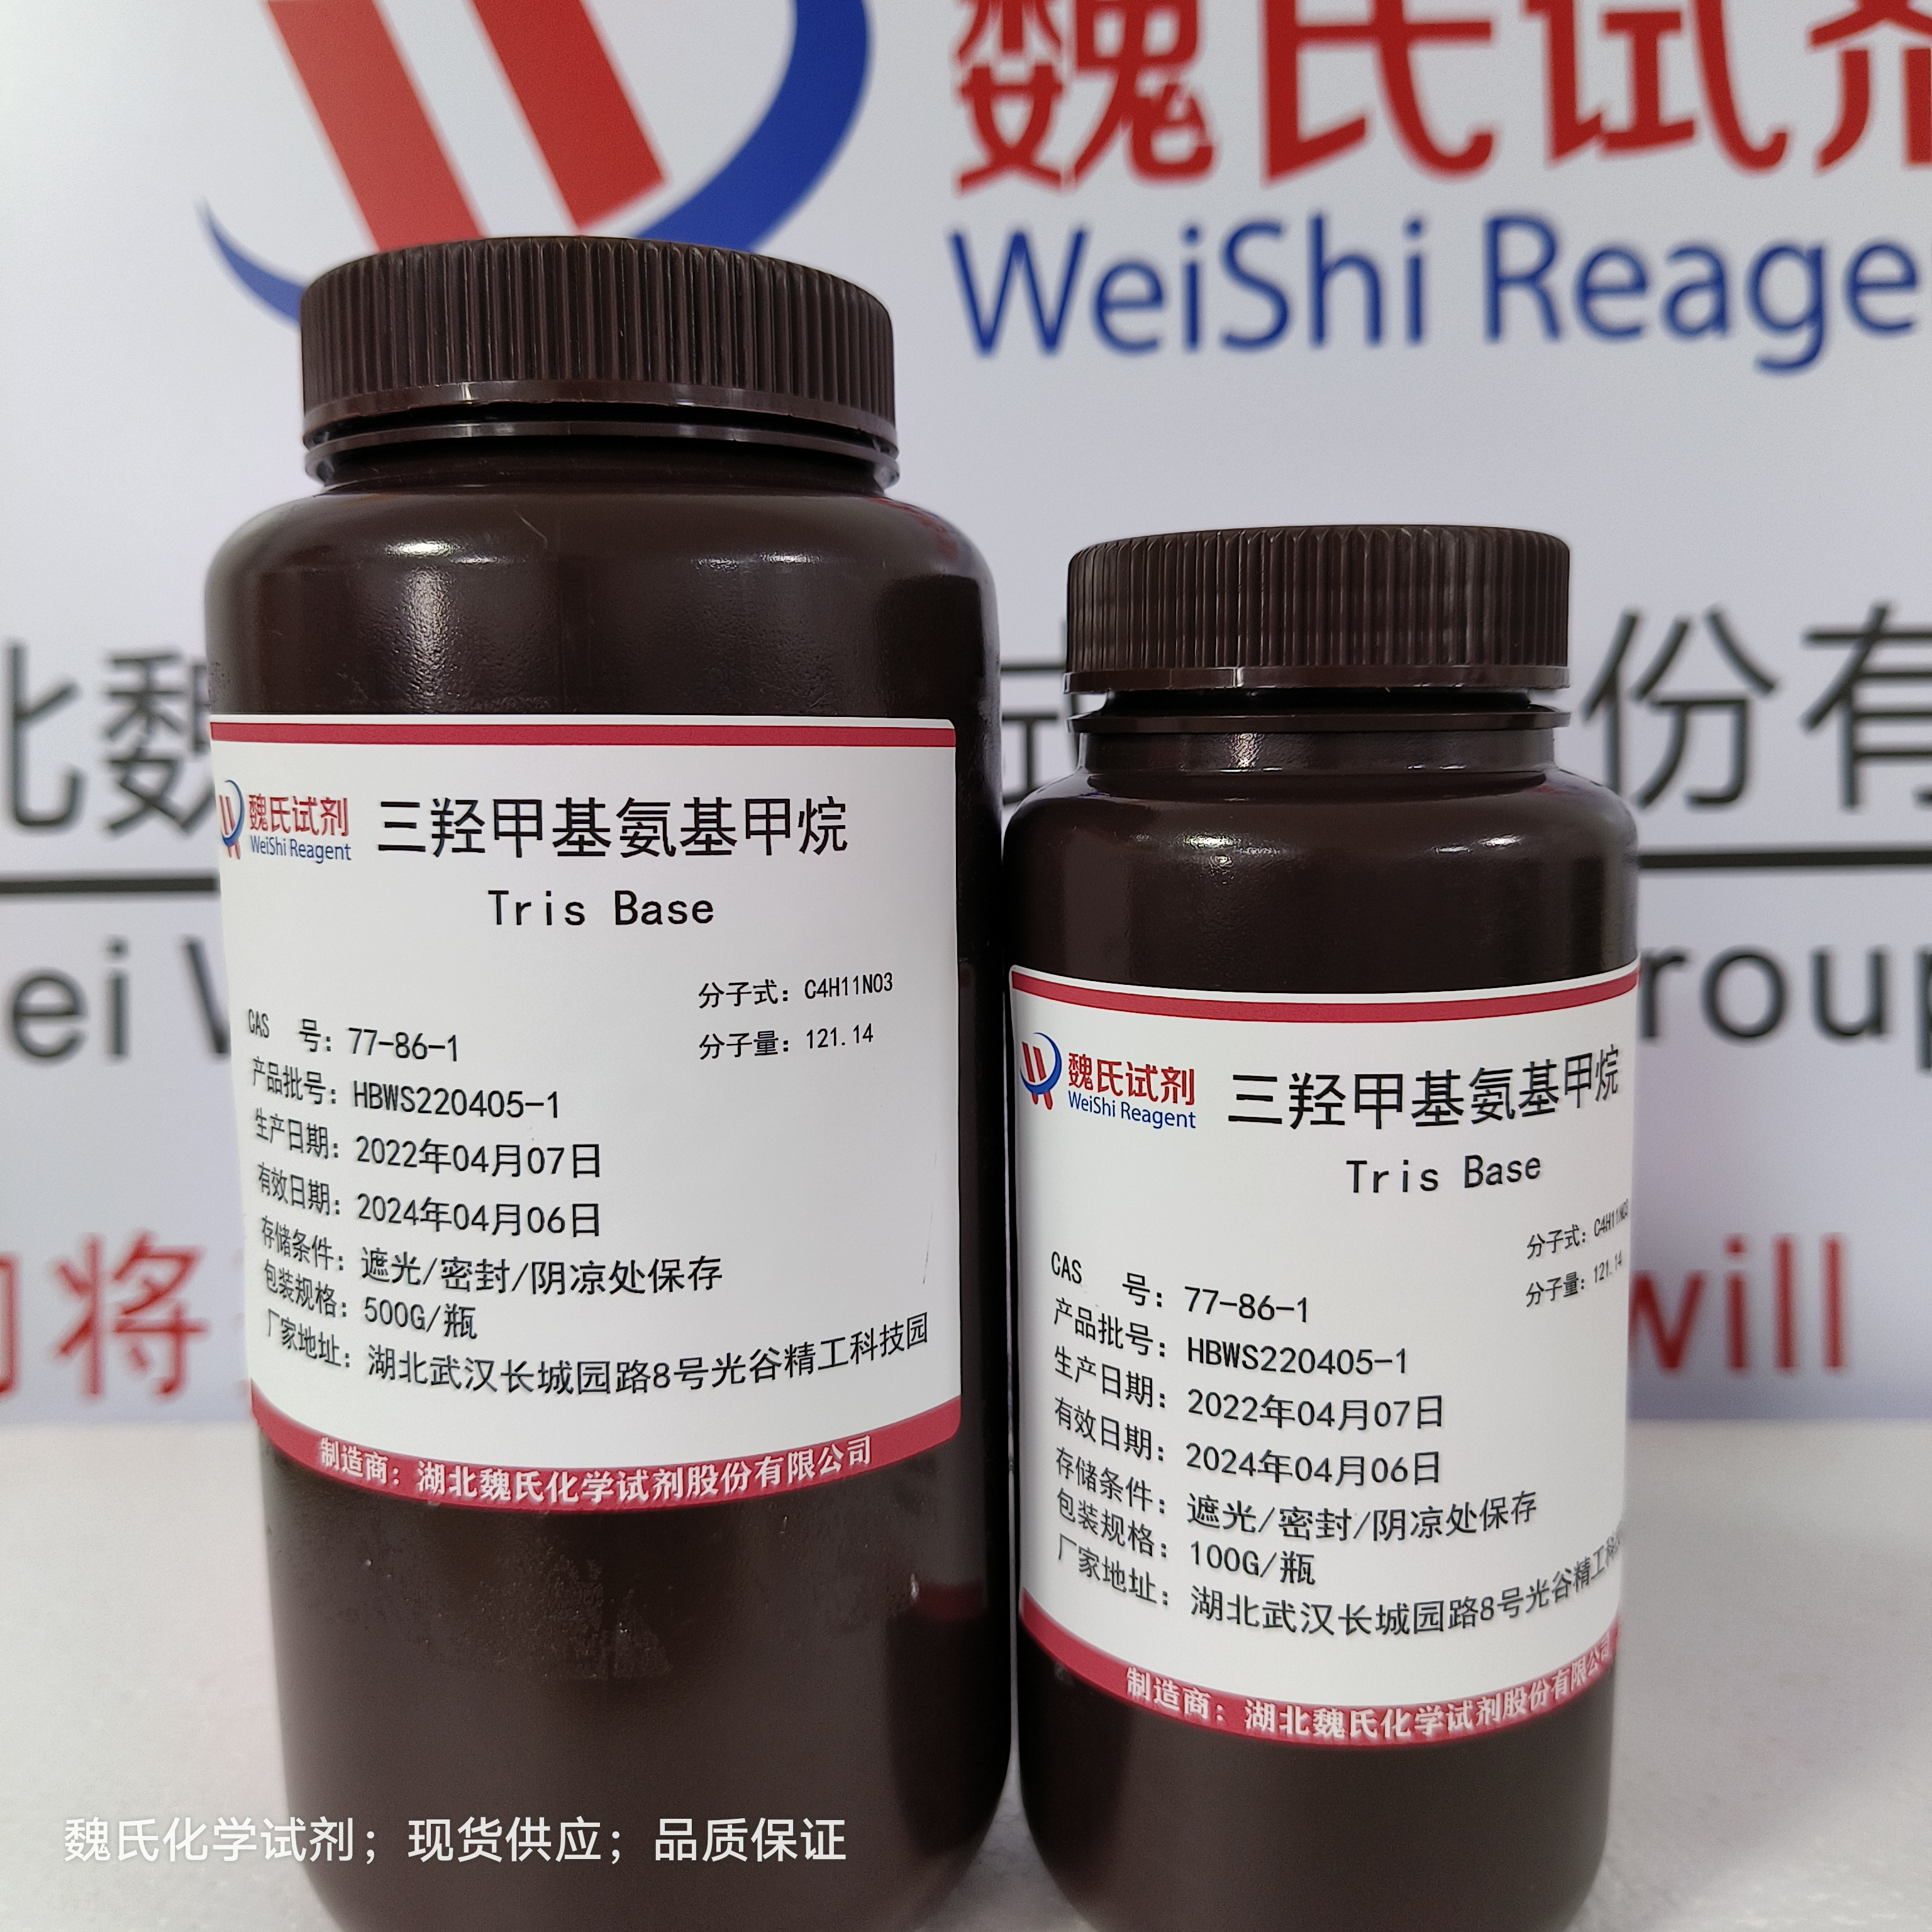 魏氏试剂
WeiShi Reagen
北魏 试 份有
ei W roup
将 will
魏氏试剂
WeiShi Reagent
三羟甲基氨基甲烷
Tris Base
分子式：C4H11NO3
分子量：121.14
CAS 号：77-86-1
产品批号：HBWS220405-1
生产日期：2022年04月07日
有效日期：2024年04月06日
存储条件：遮光/密封/阴凉处保存
包装规格：500G/瓶
厂家地址：湖北武汉长城园路8号光谷精工科技园
制造商：湖北魏氏化学试剂股份有限公司
魏氏试剂
WeiShi Reagent
三羟甲基氨基甲烷
Tris Base
分子式：C4H11NO3
分子量：121.14
CAS 号：77-86-1
产品批号：HBWS220405-1
生产日期：2022年04月07日
有效日期：2024年04月06日
存储条件：遮光/密封/阴凉处保存
包装规格：100G/瓶
厂家地址：湖北武汉长城园路8号光谷精工科
制造商：湖北魏氏化学试剂股份有限公司
魏氏化学试剂；现货供应；品质保证